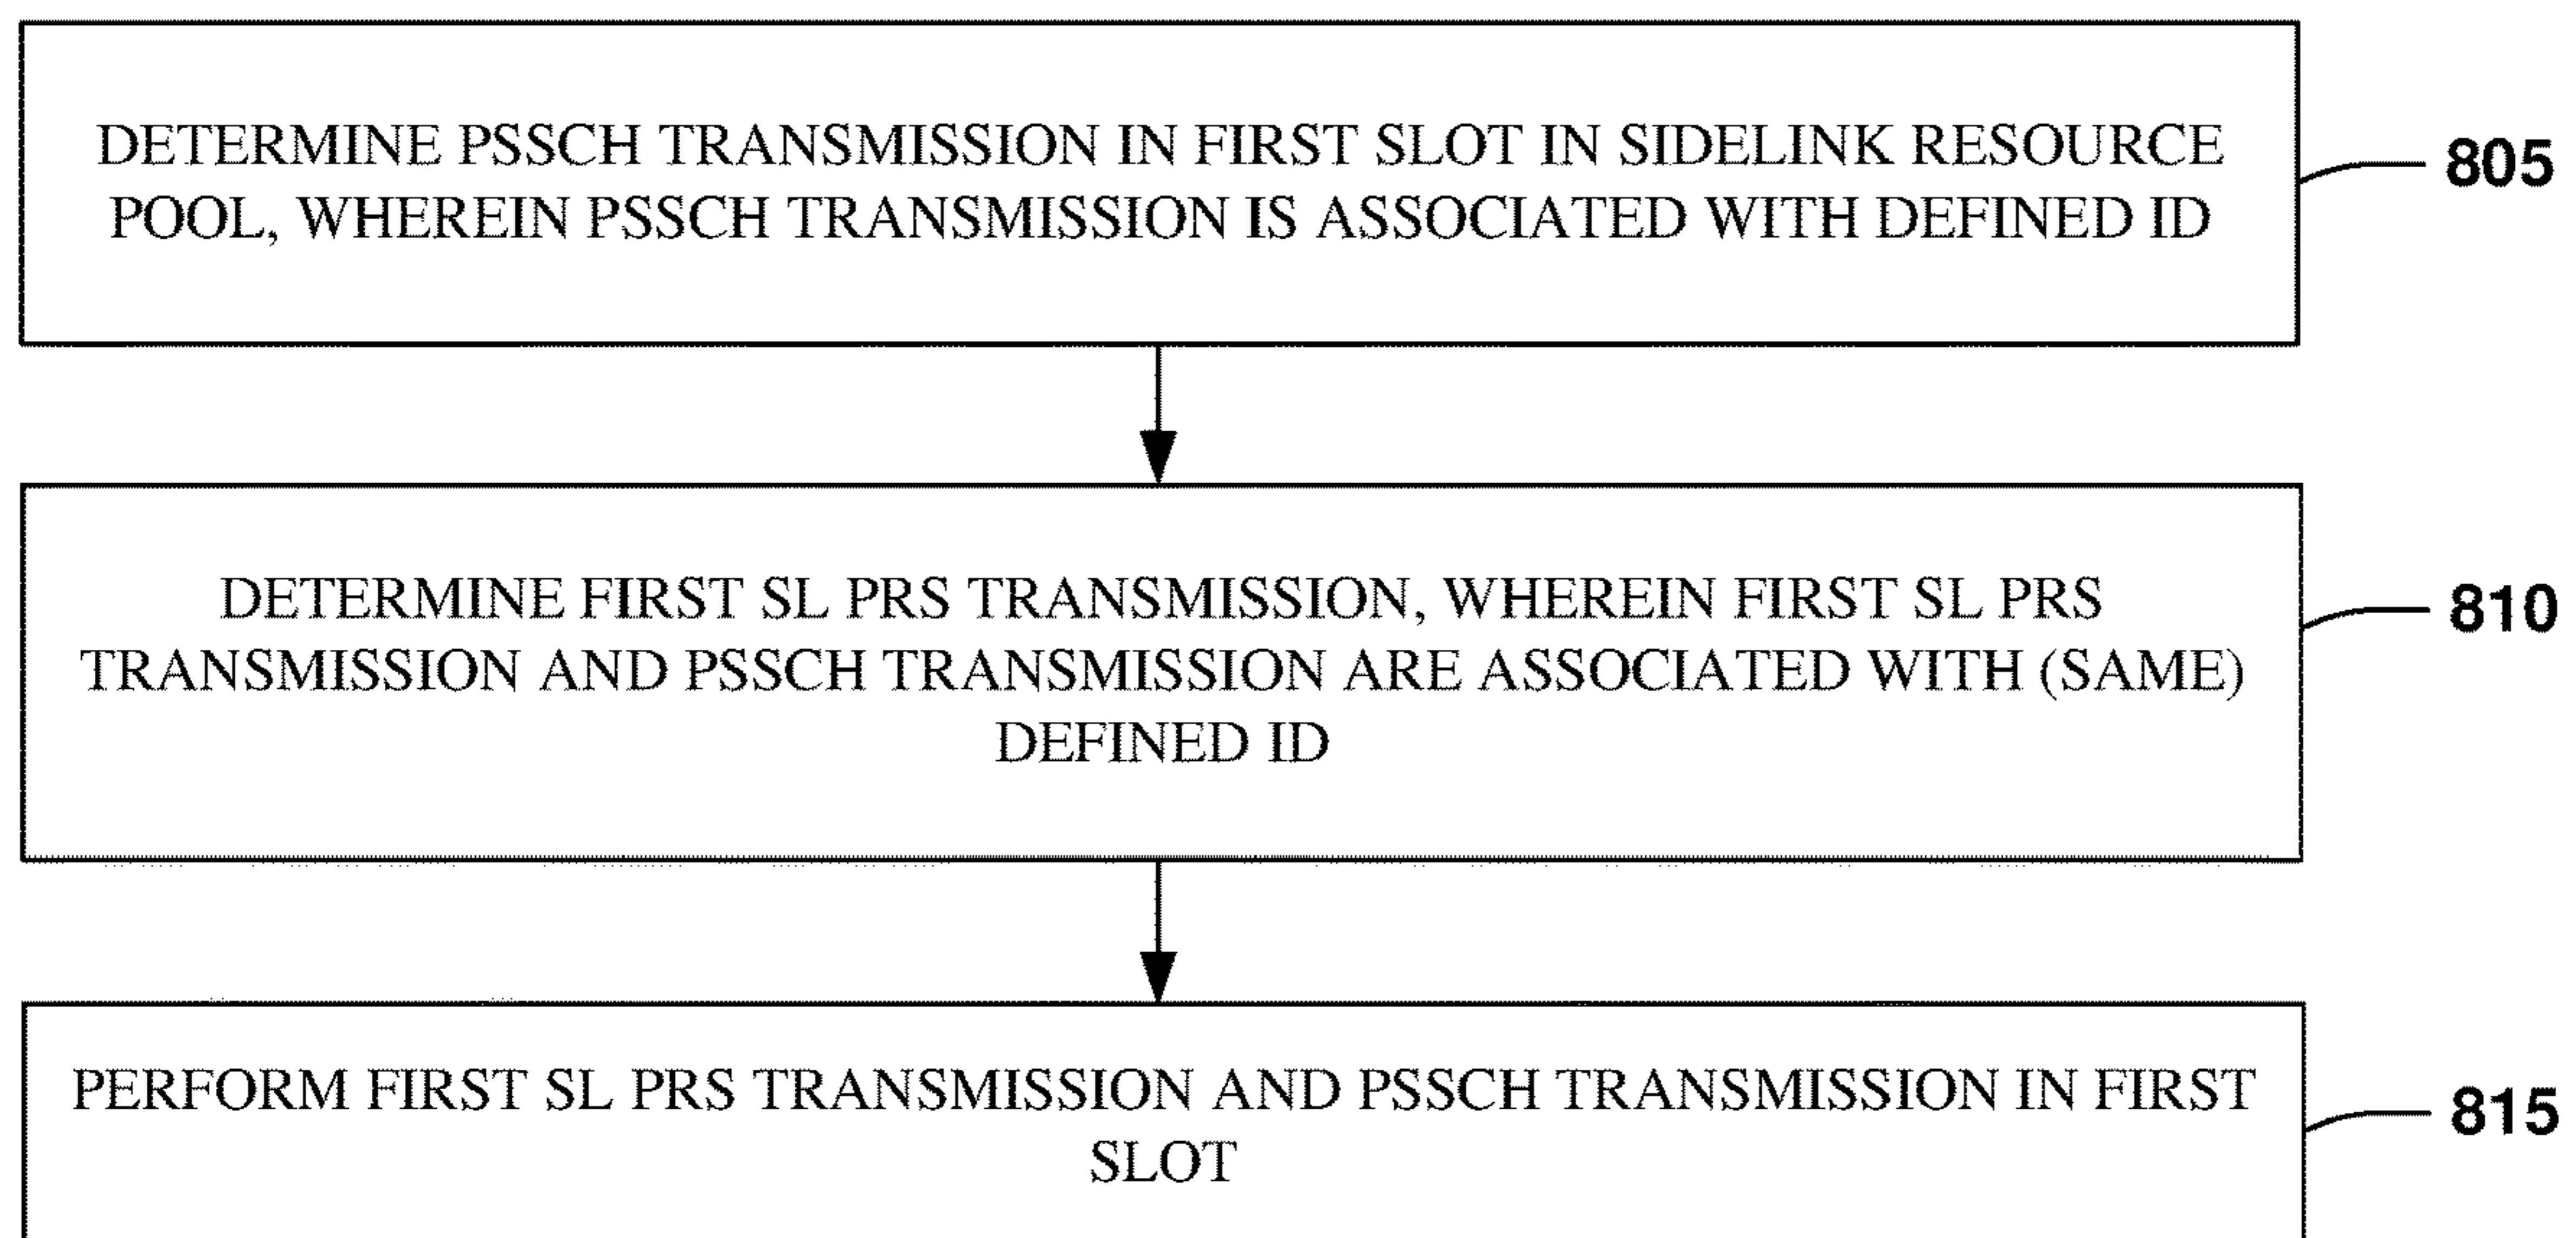 DETERMINE PSSCH TRANSMISSION IN FIRST SLOT IN SIDELINK RESOURCE
POOL, WHEREIN PSSCH TRANSMISSION IS ASSOCIATED WITH DEFINED ID
805
DETERMINE FIRST SL PRS TRANSMISSION, WHEREIN FIRST SL PRS
TRANSMISSION AND PSSCH TRANSMISSION ARE ASSOCIATED WITH (SAME)
DEFINED ID
810
PERFORM FIRST SL PRS TRANSMISSION AND PSSCH TRANSMISSION IN FIRST
SLOT
815